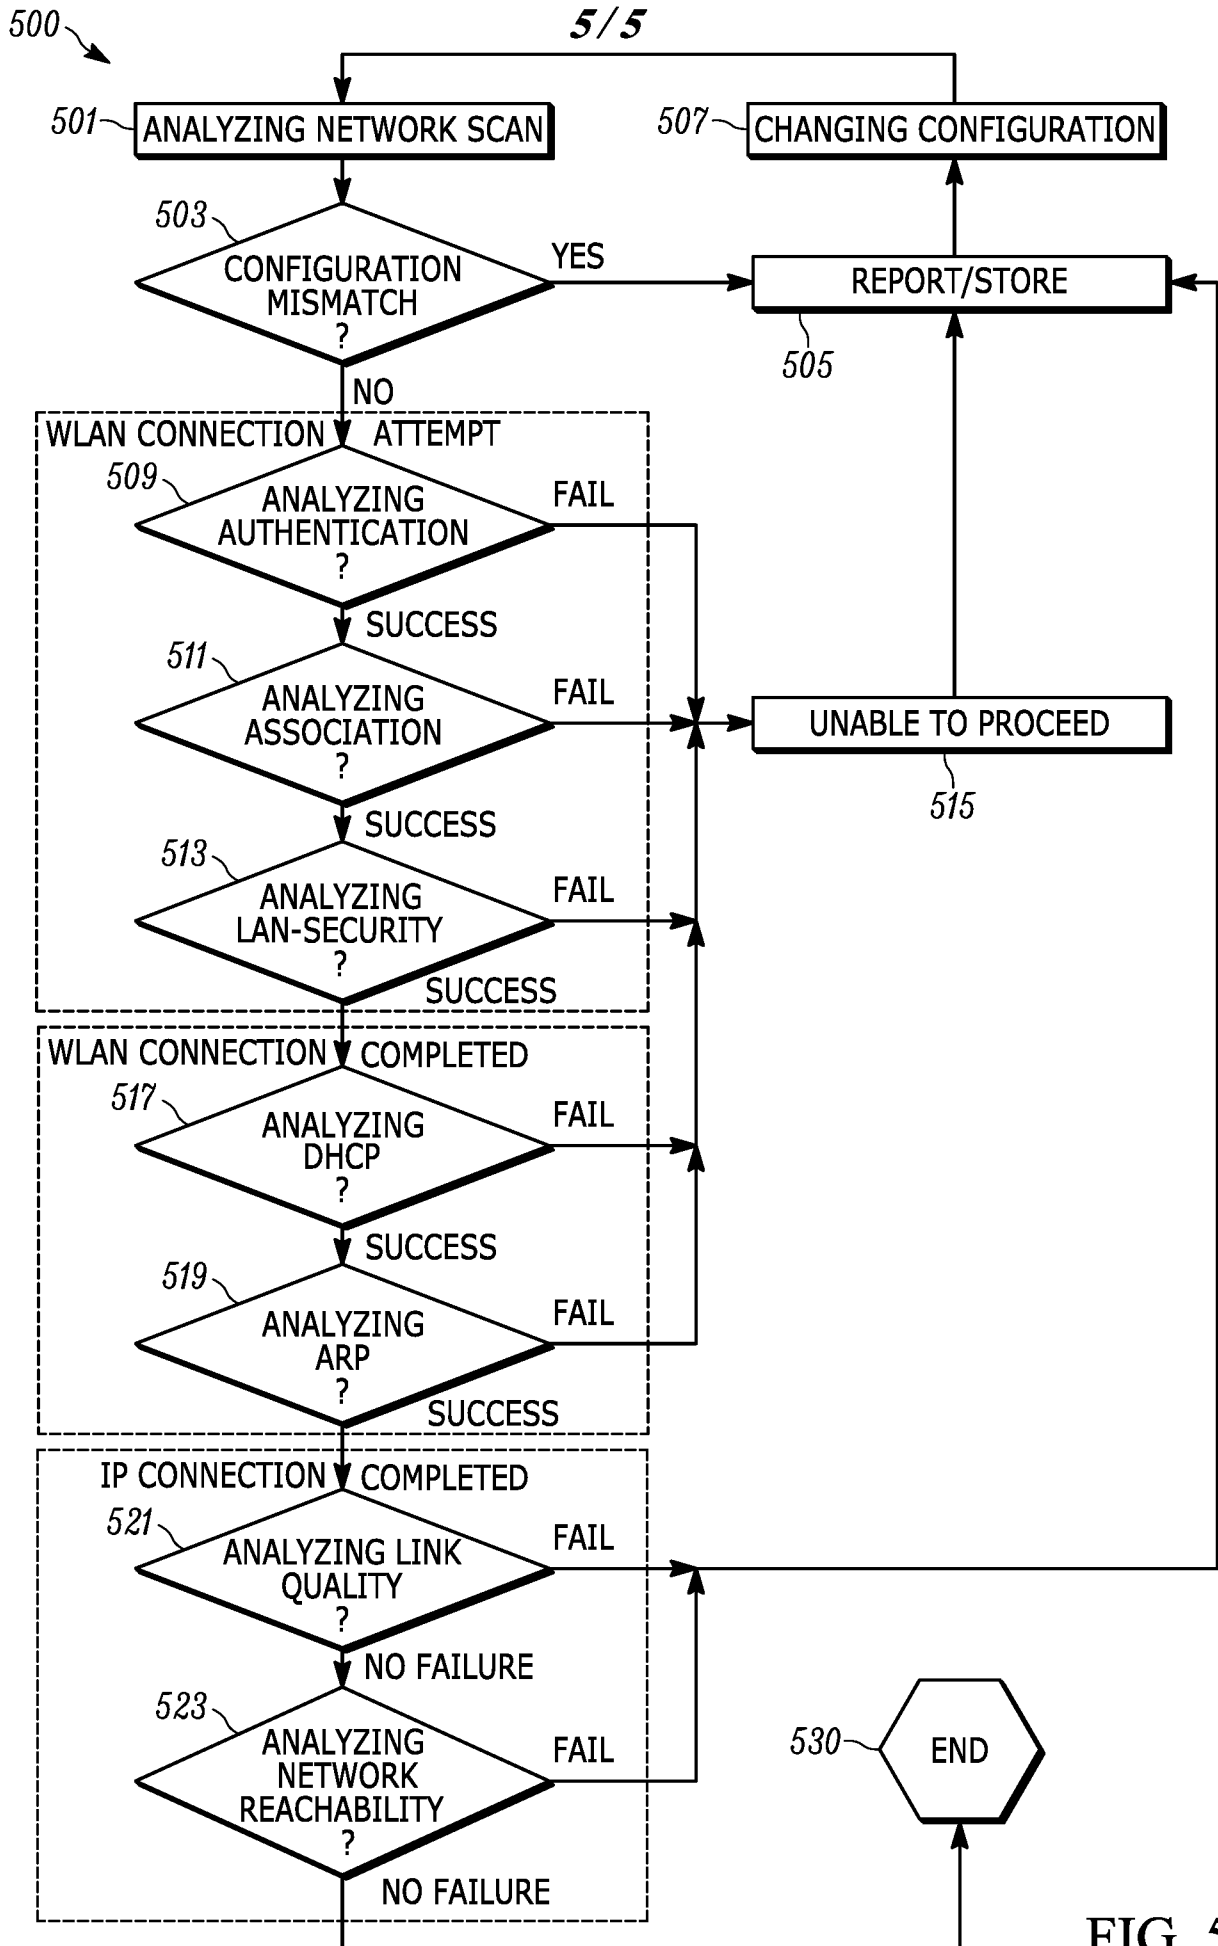 500
5/5
501
ANALYZING NETWORK SCAN
507
CHANGING CONFIGURATION
503
CONFIGURATION
MISMATCH
?
YES
REPORT/STORE
505
NO
WLAN CONNECTION ATTEMPT
509
ANALYZING
AUTHENTICATION
?
FAIL
SUCCESS
511
ANALYZING
ASSOCIATION
?
FAIL
UNABLE TO PROCEED
515
SUCCESS
513
ANALYZING
LAN-SECURITY
?
FAIL
SUCCESS
WLAN CONNECTION COMPLETED
517
ANALYZING
DHCP
?
FAIL
SUCCESS
519
ANALYZING
ARP
?
FAIL
SUCCESS
IP CONNECTION COMPLETED
521
ANALYZING LINK
QUALITY
?
FAIL
NO FAILURE
523
ANALYZING
NETWORK
REACHABILITY
?
FAIL
530
END
NO FAILURE
FIG. 5